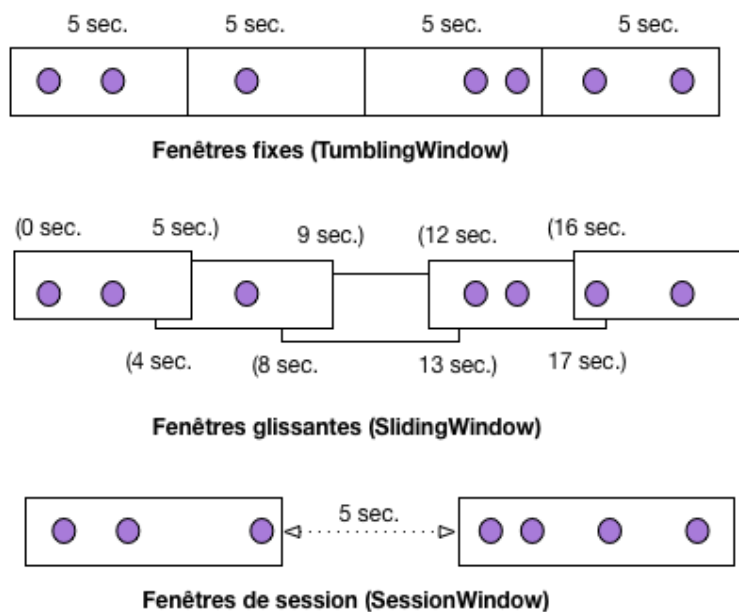 5 sec. 5 sec. 5 sec. 5 sec.
Fenêtres fixes (TumblingWindow)
(0 sec. 5 sec.) 9 sec.) (12 sec. (16 sec.
(4 sec. (8 sec. 13 sec.) 17 sec.)
Fenêtres glissantes (SlidingWindow)
5 sec.
Fenêtres de session (SessionWindow)